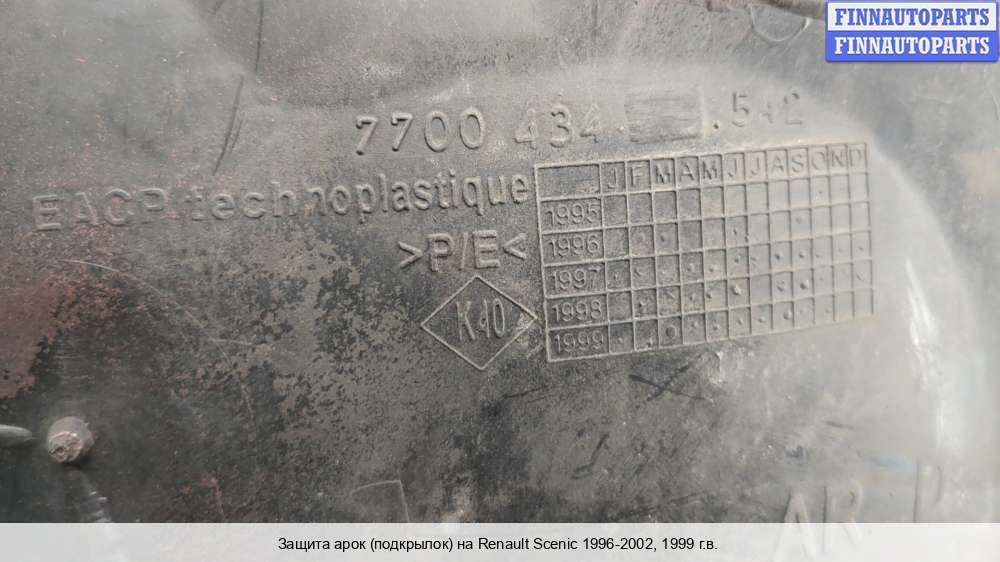 FINNAUTOPARTS
FINNAUTOPARTS
7700 434
EACP technoplastique
>P/E<
K40
J F M A M J J A S O N D
1995
1996
1997
1998
1999
AR D
Защита арок (подкрылок) на Renault Scenic 1996-2002, 1999 г.в.